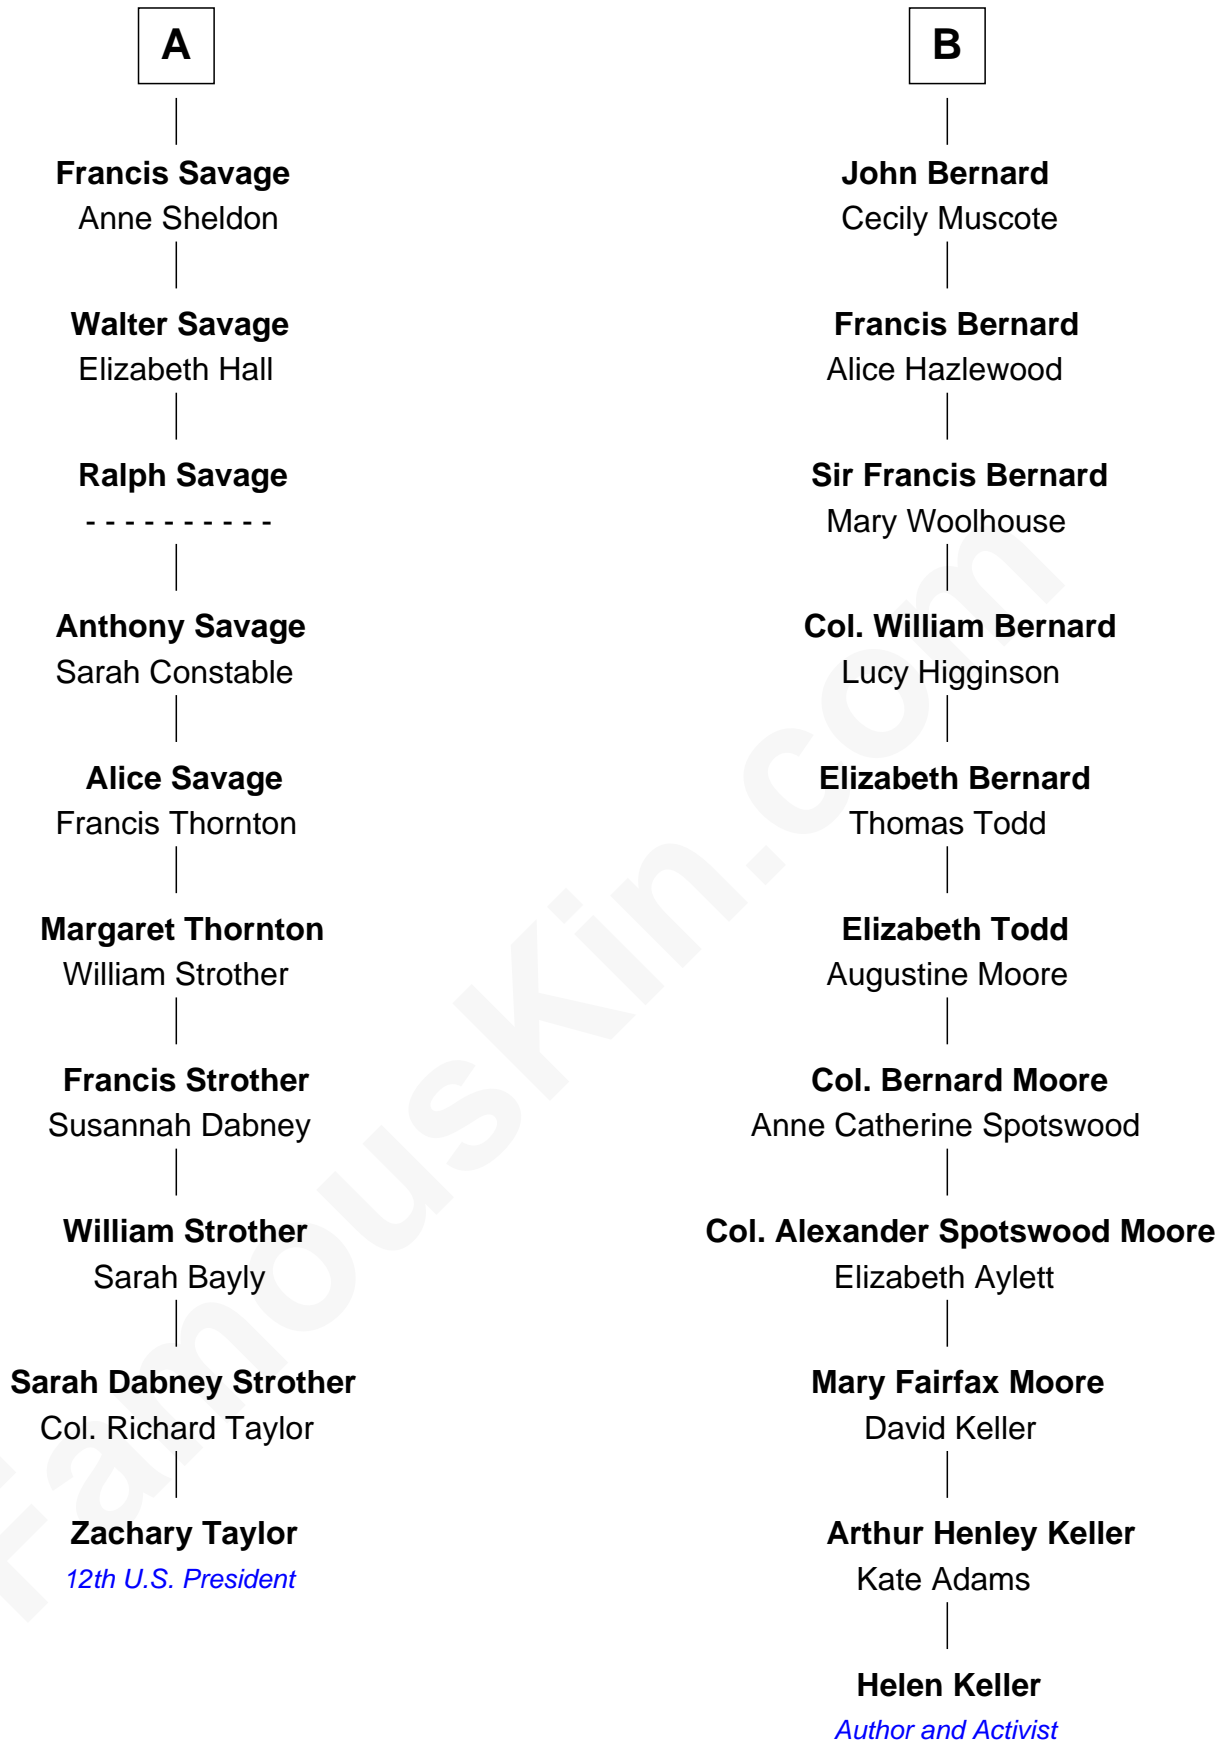 A
Francis Savage
Anne Sheldon
Walter Savage
Elizabeth Hall
Ralph Savage
- - - - - - - - - -
Anthony Savage
Sarah Constable
Alice Savage
Francis Thornton
Margaret Thornton
William Strother
Francis Strother
Susannah Dabney
William Strother
Sarah Bayly
Sarah Dabney Strother
Col. Richard Taylor
Zachary Taylor
12th U.S. President
B
John Bernard
Cecily Muscote
Francis Bernard
Alice Hazlewood
Sir Francis Bernard
Mary Woolhouse
Col. William Bernard
Lucy Higginson
Elizabeth Bernard
Thomas Todd
Elizabeth Todd
Augustine Moore
Col. Bernard Moore
Anne Catherine Spotswood
Col. Alexander Spotswood Moore
Elizabeth Aylett
Mary Fairfax Moore
David Keller
Arthur Henley Keller
Kate Adams
Helen Keller
Author and Activist
FamousKin.com